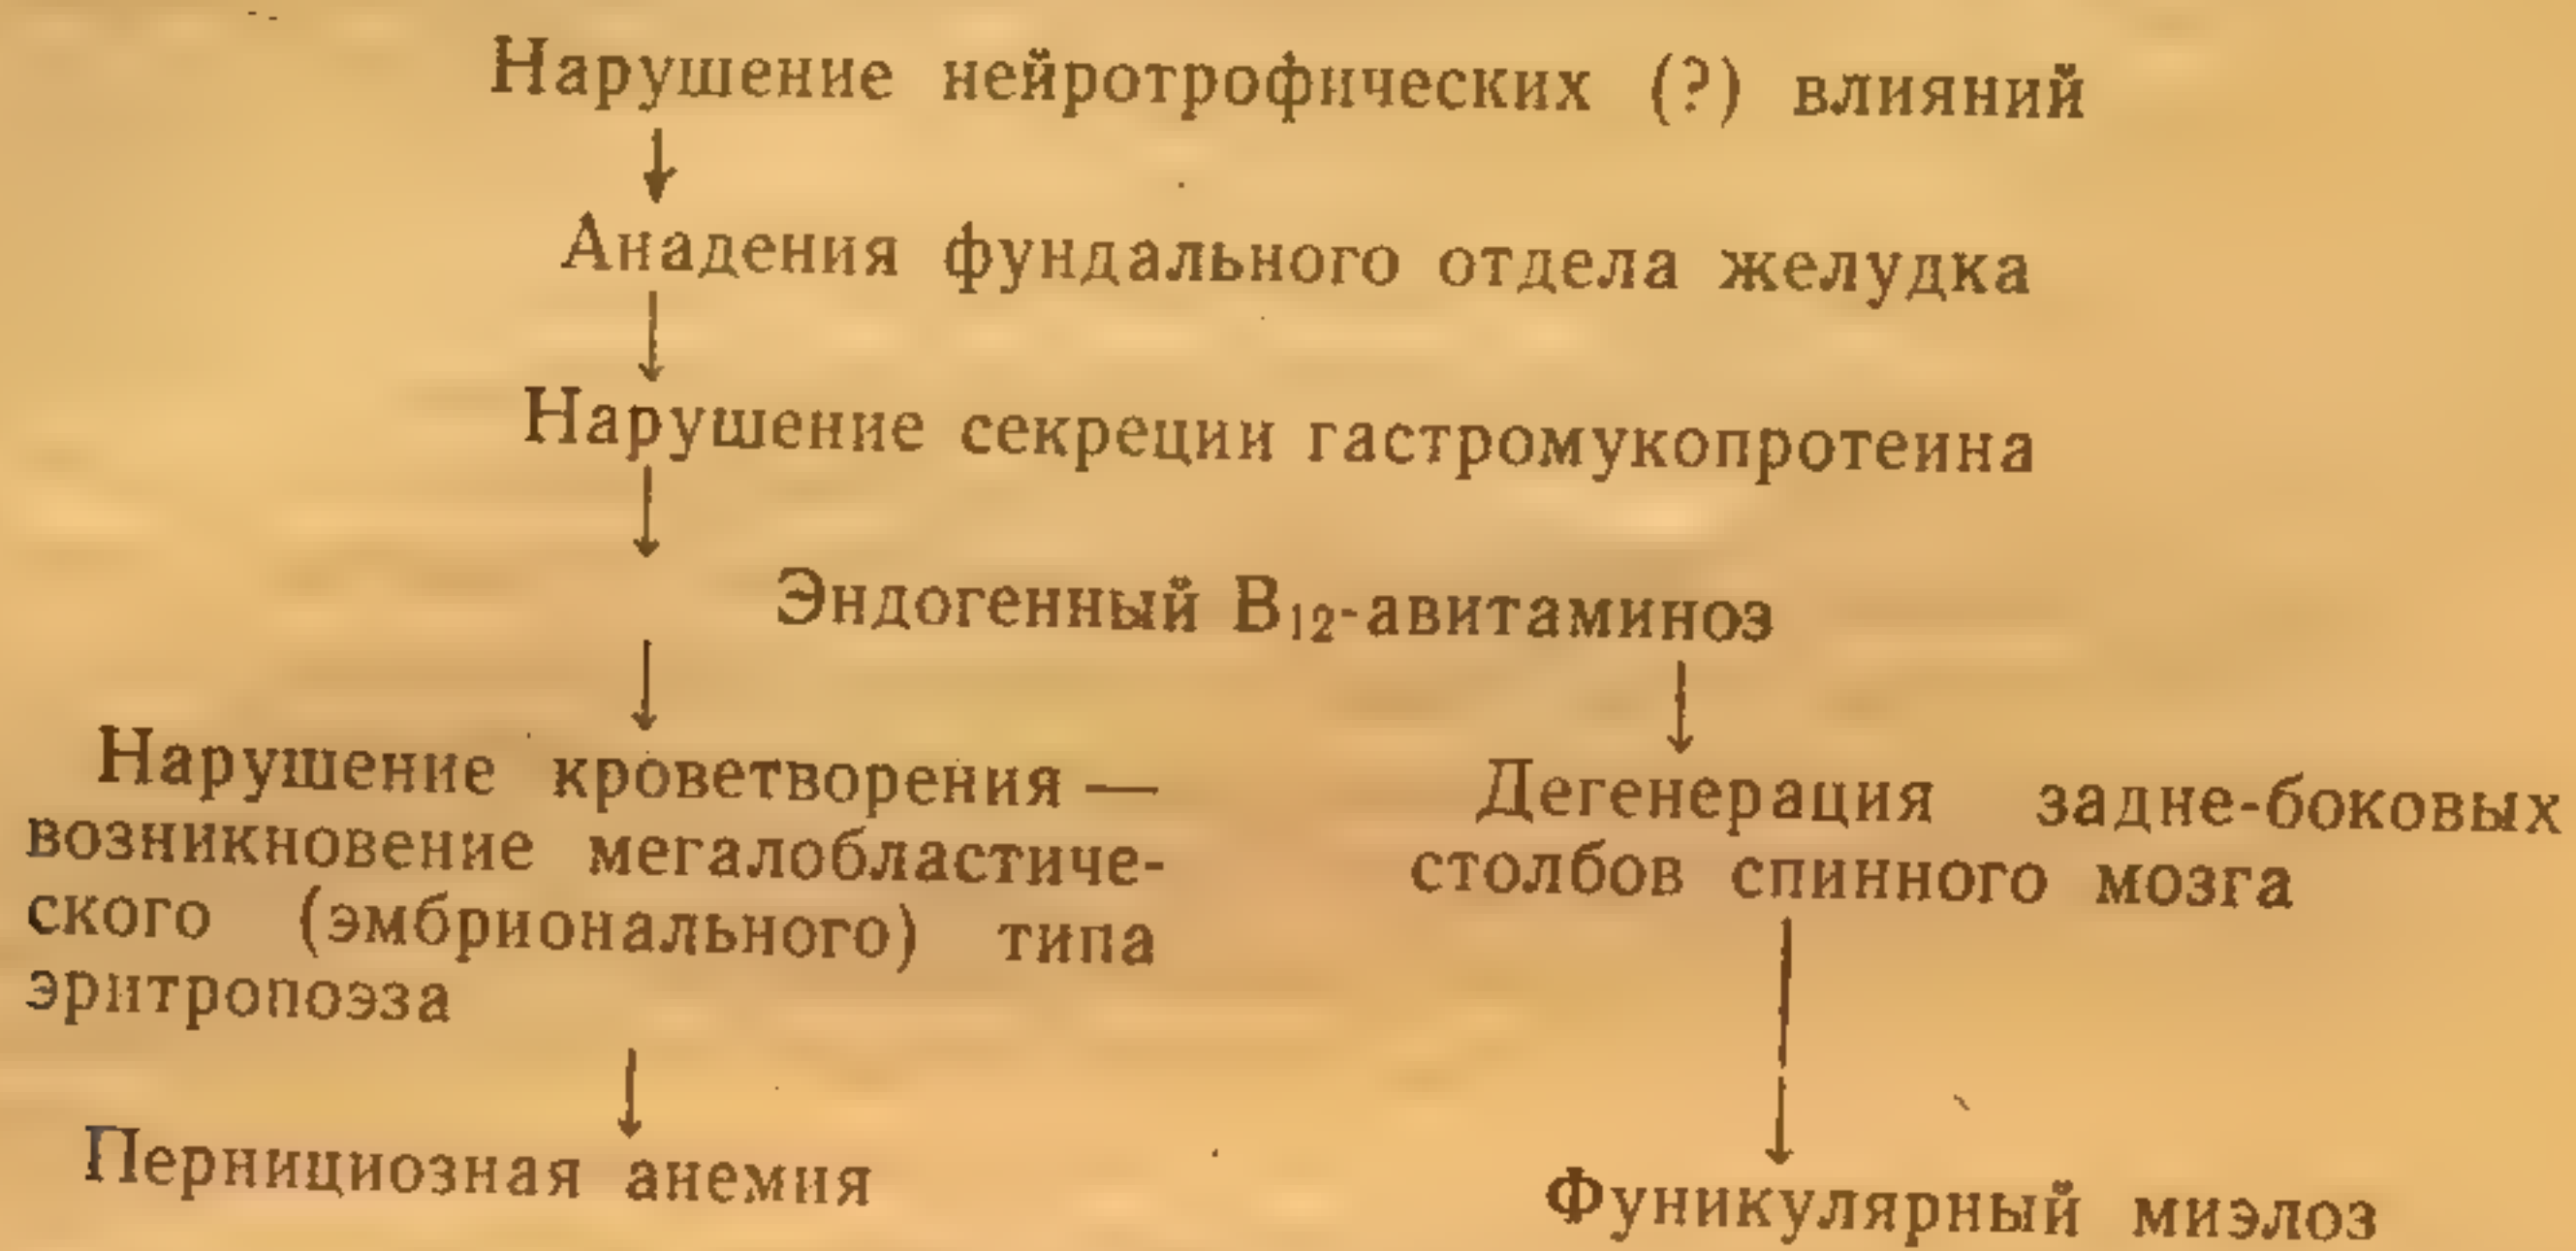 Нарушение нейротрофических (?) влияний
Анадения фундального отдела желудка
Нарушение секреции гастромукопротеина
Эндогенный B₁₂-авитаминоз
Нарушение кроветворения —
возникновение мегалобластиче-
ского (эмбрионального) типа
эритропоэза
Дегенерация задне-боковых
столбов спинного мозга
Пернициозная анемия
Фуникулярный миэлоз